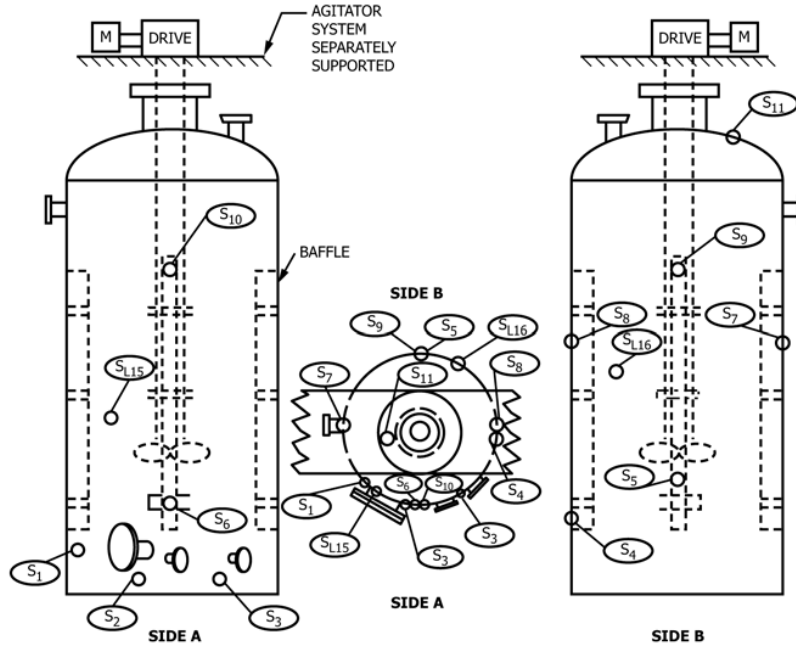 M
DRIVE
AGITATOR
SYSTEM
SEPARATELY
SUPPORTED
DRIVE
M
S11
S10
S9
BAFFLE
SIDE B
S9
S5
SL16
S8
S7
S11
S8
SL16
S7
SL15
S6
S10
S5
S1
S4
S6
SL15
S3
S3
S4
S1
S2
S3
SIDE A
SIDE A
SIDE B